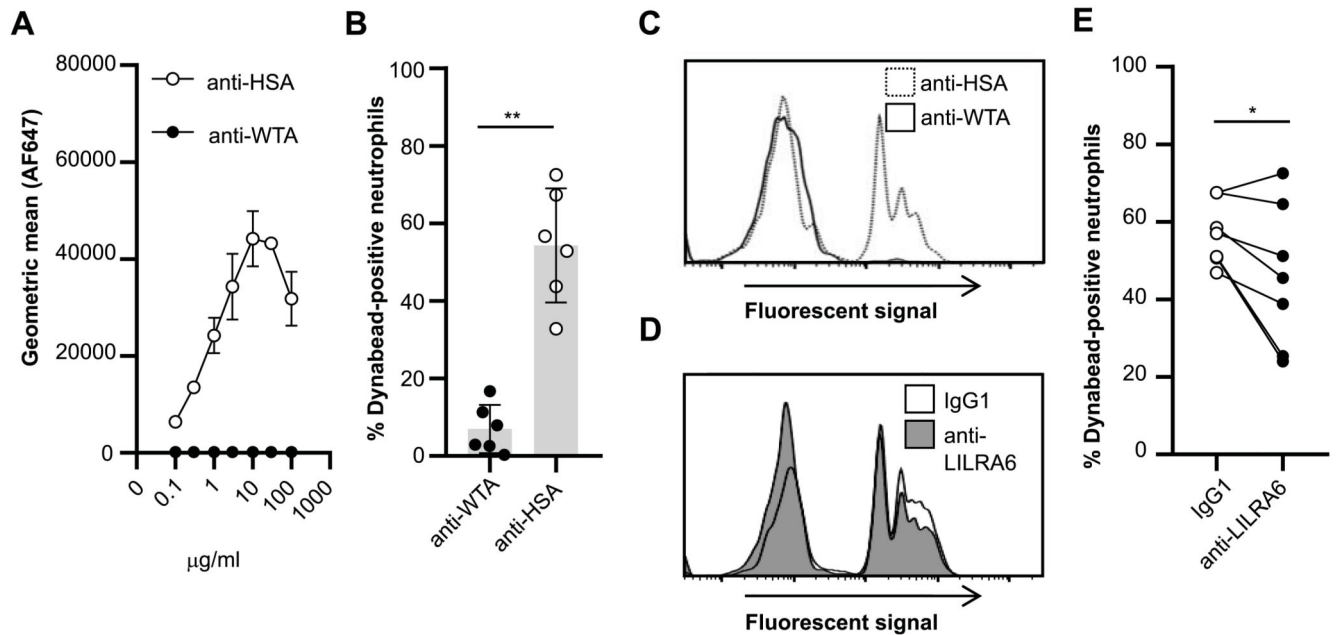 A
80000
60000
40000
20000
0
Geometric mean (AF647)
anti-HSA
anti-WTA
0
0.1
1
10
100
1000
μg/ml
B
100
80
60
40
20
0
% Dynabead-positive neutrophils
**
anti-WTA
anti-HSA
C
anti-HSA
anti-WTA
Fluorescent signal
D
IgG1
anti-
LILRA6
Fluorescent signal
E
100
80
60
40
20
0
% Dynabead-positive neutrophils
*
IgG1
anti-LILRA6